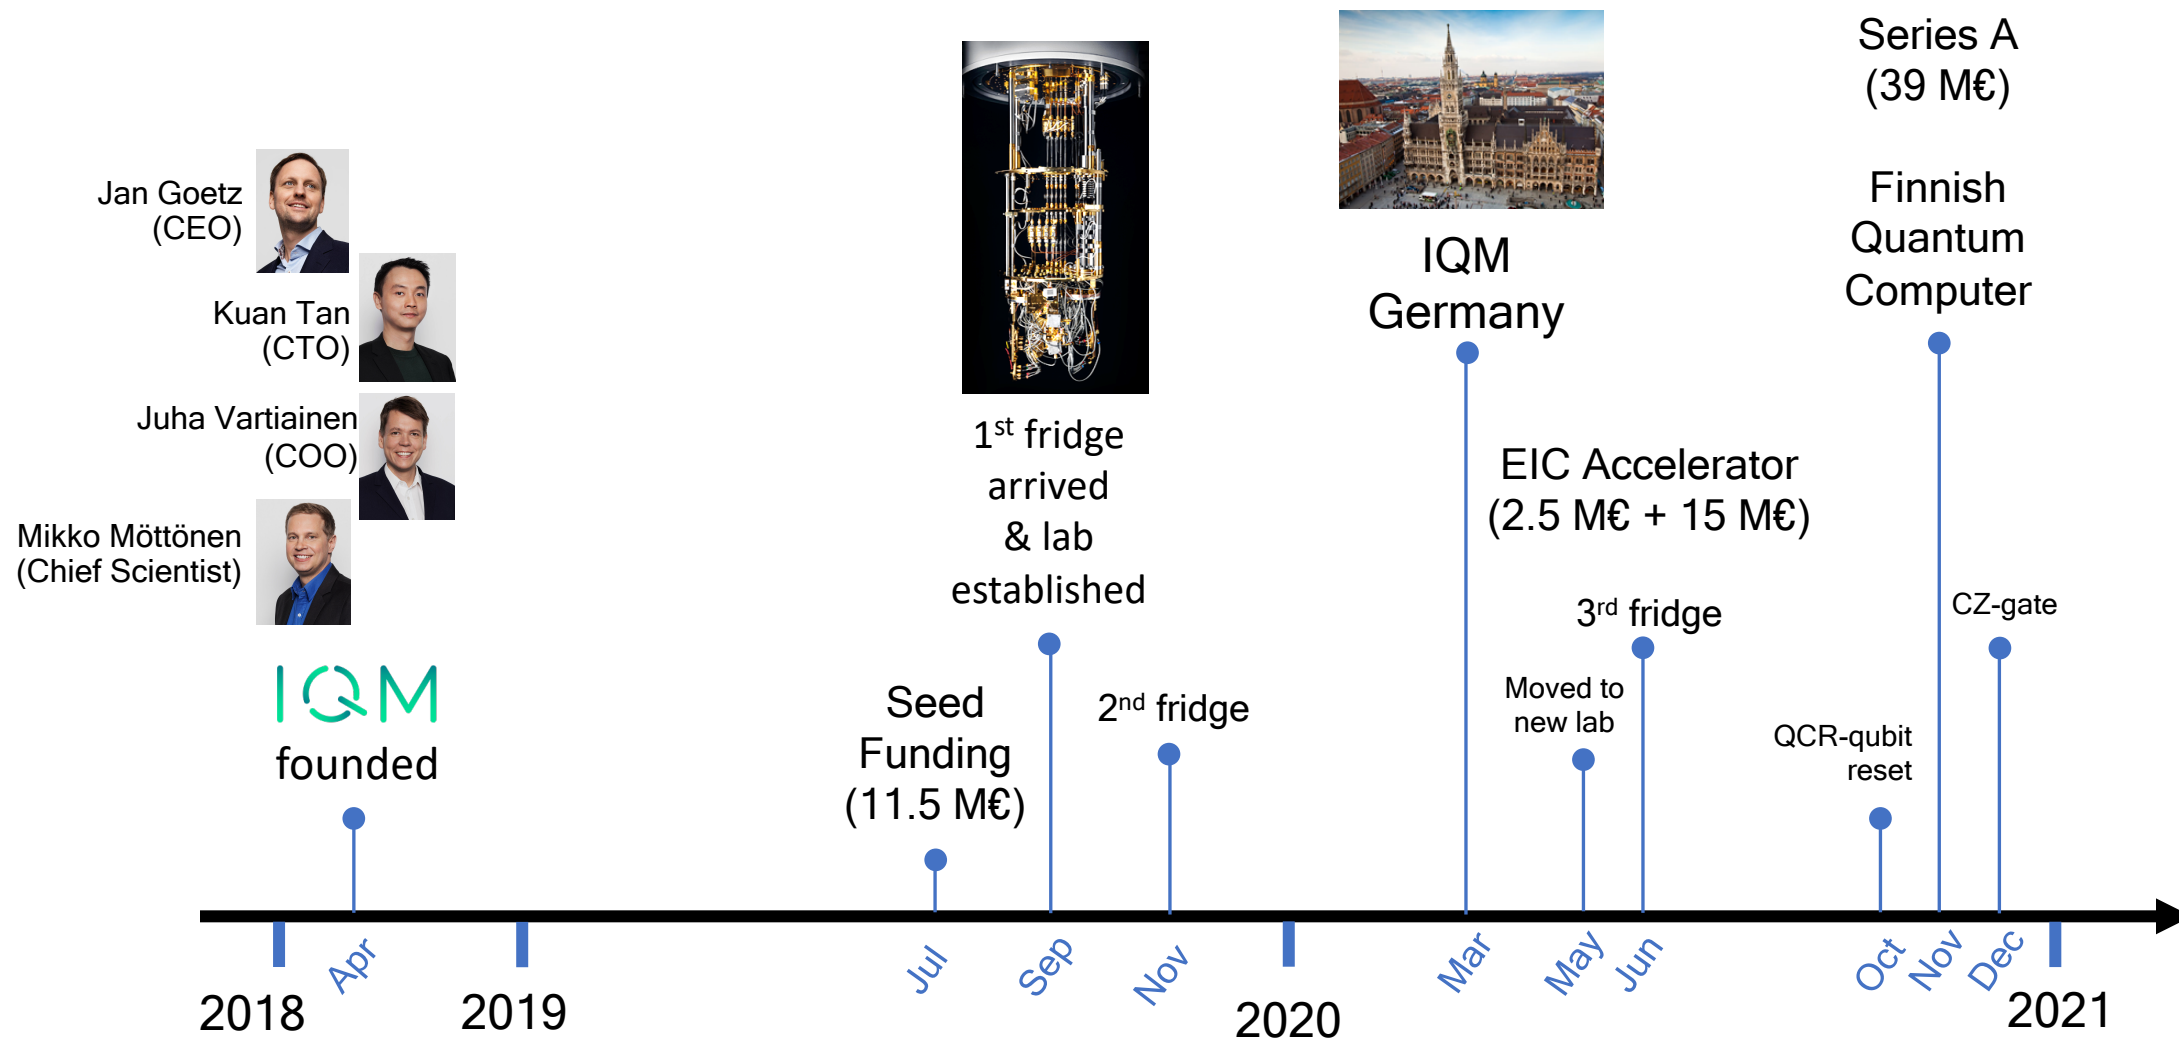 Jan Goetz
(CEO)
Kuan Tan
(CTO)
Juha Vartiainen
(COO)
Mikko Möttönen
(Chief Scientist)
IQM
founded
Seed
Funding
(11.5 M€)
1st fridge
arrived
& lab
established
2nd fridge
IQM
Germany
EIC Accelerator
(2.5 M€ + 15 M€)
Moved to
new lab
3rd fridge
Series A
(39 M€)
Finnish
Quantum
Computer
QCR-qubit
reset
CZ-gate
2018
Apr
2019
Jul
Sep
Nov
2020
Mar
May
Jun
Oct
Nov
Dec
2021